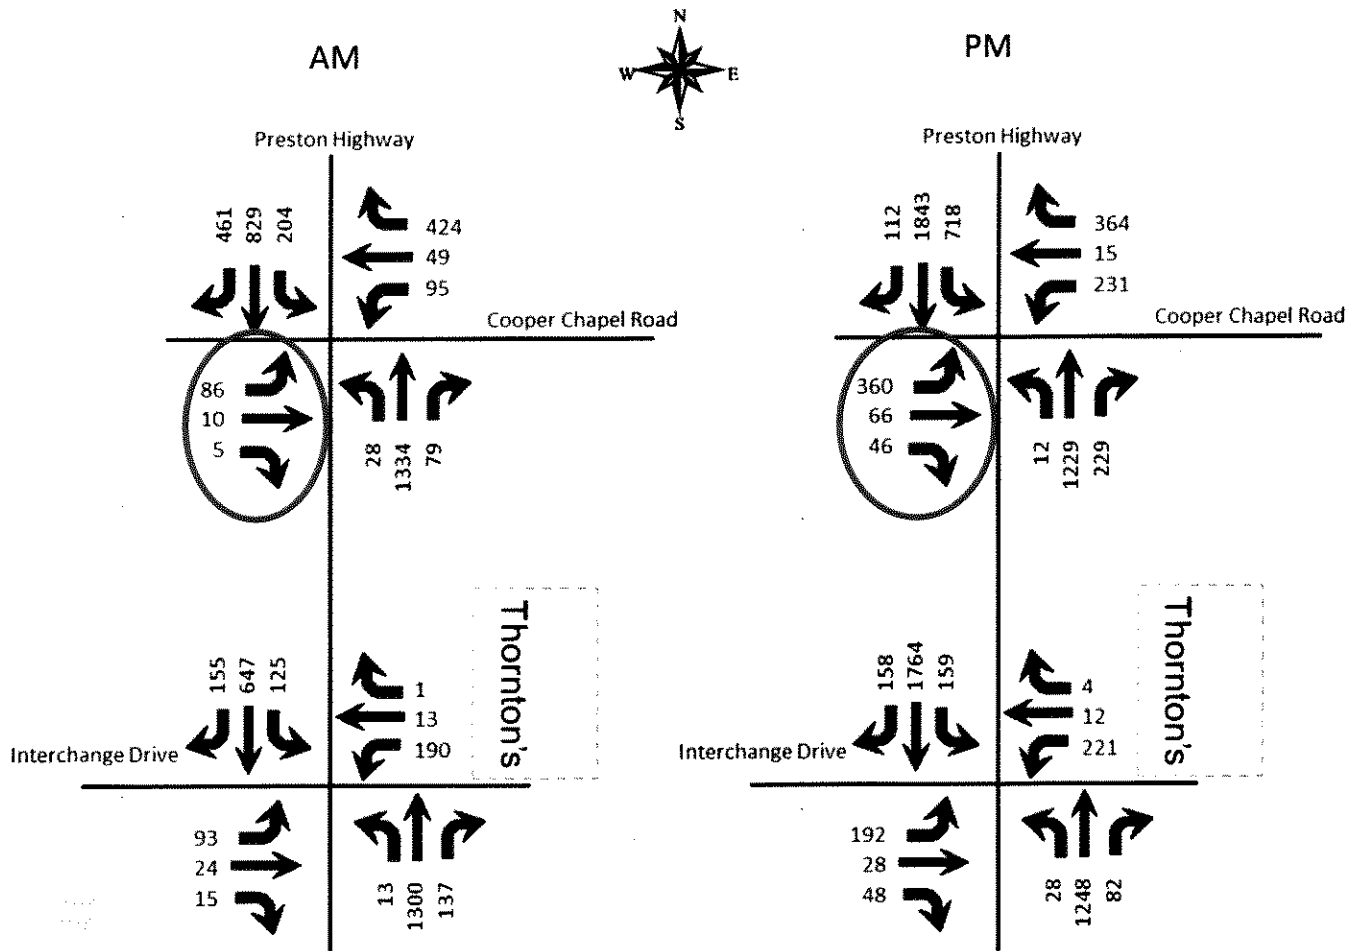 AM
N
W E
S
PM
Preston Highway
461 829 204
424
49
95
Cooper Chapel Road
86
10
5
28 1334 79
155 647 125
1
13
190
Thornton's
Interchange Drive
93
24
15
13 1300 137
Preston Highway
112 1843 718
364
15
231
Cooper Chapel Road
360
66
46
12 1229 229
158 1764 159
4
12
221
Thornton's
Interchange Drive
192
28
48
28 1248 82